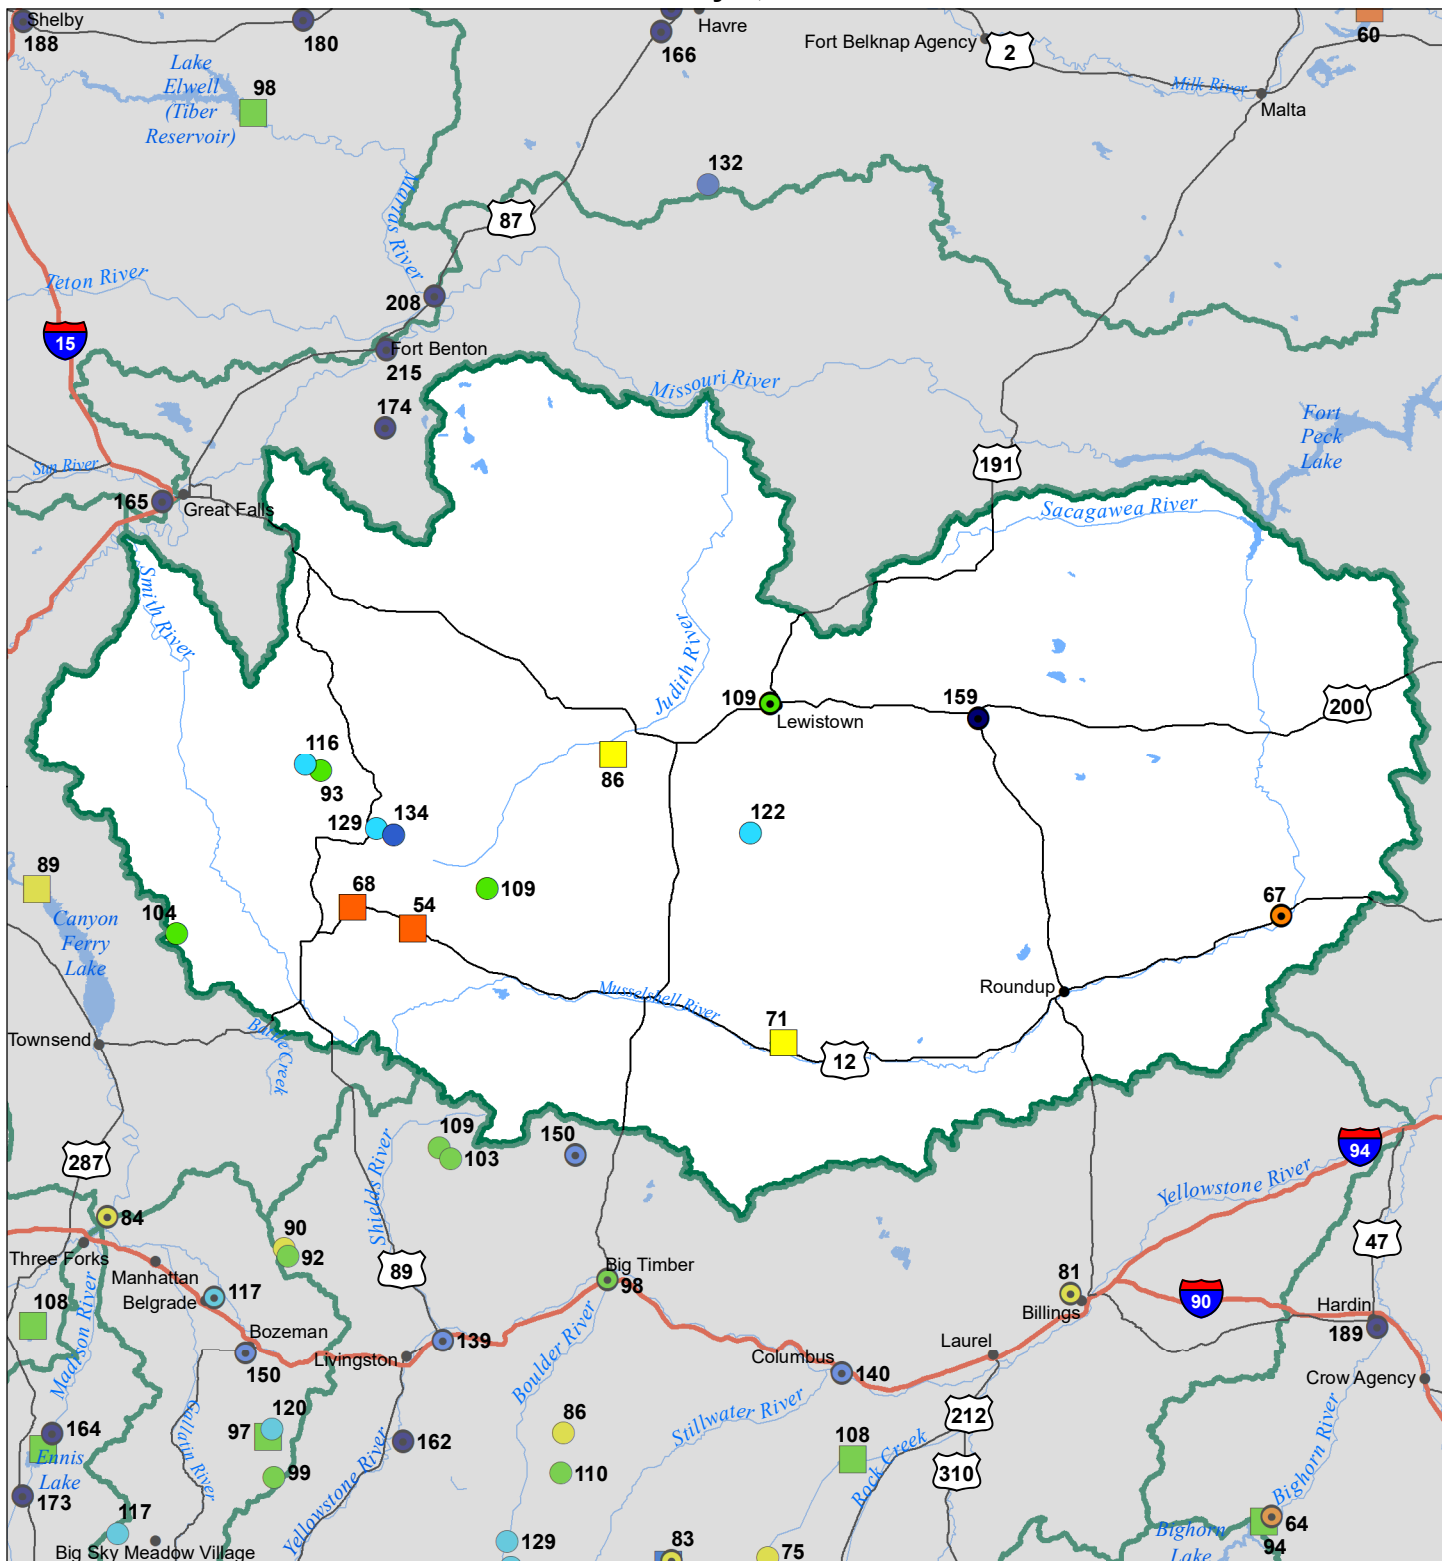 Shelby
188
180
Havre
166
Fort Belknap Agency
2
60
Lake
Elwell
(Tiber
Reservoir)
98
Milk River
Malta
132
Marias River
87
Teton River
208
15
Fort Benton
215
174
Missouri River
Fort
Peck
Lake
Sun River
165
Great Falls
191
Sacagawea River
Smith River
Judith River
109
Lewistown
159
200
116
93
86
129
134
122
89
68
54
109
67
Canyon
Ferry
Lake
104
Roundup
Musselshell River
71
12
Townsend
Battle Creek
287
109
103
150
94
Shields River
Yellowstone River
84
90
92
Three Forks
Manhattan
Belgrade
117
89
Big Timber
98
47
81
Billings
90
Hardin
189
108
Madison River
Bozeman
150
Livingston
139
Boulder River
Columbus
140
Laurel
Crow Agency
164
Ennis
Lake
173
Gallatin River
120
97
99
162
Yellowstone River
86
110
Stillwater River
108
Rock Creek
212
310
Bighorn River
64
94
Bighorn
Lake
117
Big Sky Meadow Village
129
83
75